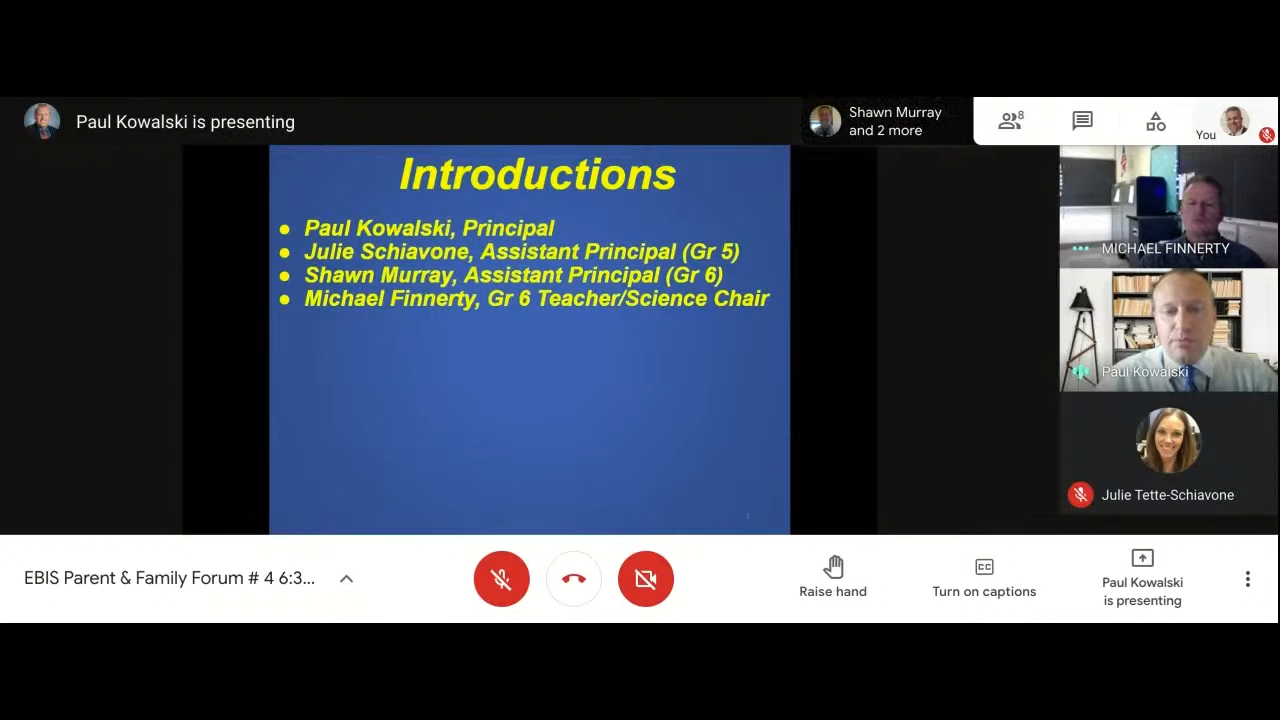 Paul Kowalski is presenting
Shawn Murray
and 2 more
8
You
Introductions
● Paul Kowalski, Principal
● Julie Schiavone, Assistant Principal (Gr 5)
● Shawn Murray, Assistant Principal (Gr 6)
● Michael Finnerty, Gr 6 Teacher/Science Chair
MICHAEL FINNERTY
Paul Kowalski
Julie Tette-Schiavone
EBIS Parent & Family Forum # 4 6:3...
Raise hand
CC
Turn on captions
Paul Kowalski
is presenting